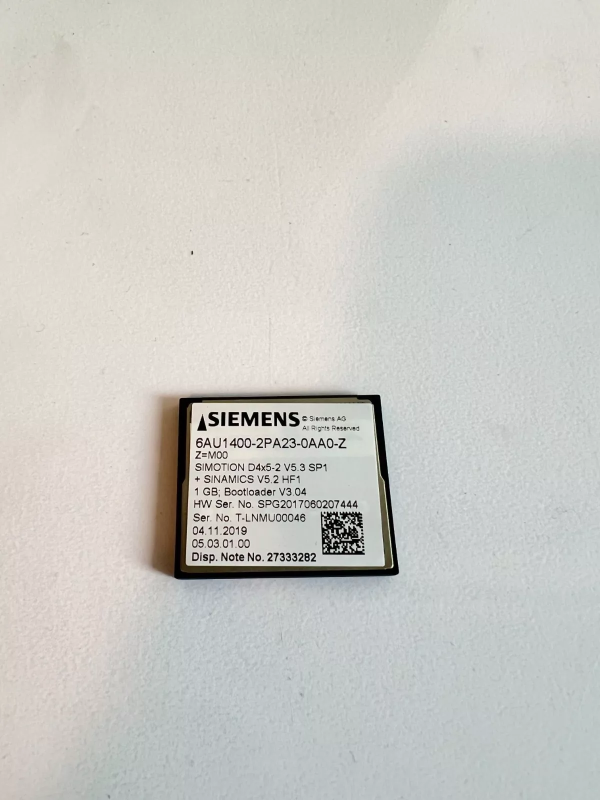 SIEMENS © Siemens AG
All Rights Reserved
6AU1400-2PA23-0AA0-Z
Z=M00
SIMOTION D4x5-2 V5.3 SP1
+ SINAMICS V5.2 HF1
1 GB; Bootloader V3.04
HW Ser. No. SPG2017060207444
Ser. No. T-LNMU00046
04.11.2019
05.03.01.00
Disp. Note No. 27333282